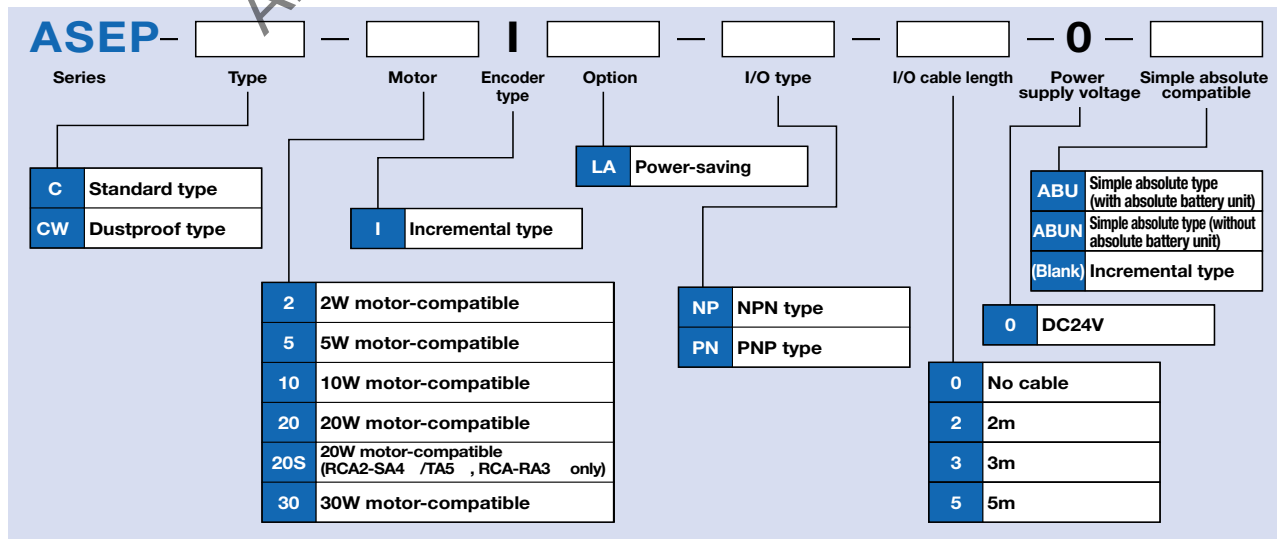 ASEP- — I — — — 0 —
Series Type Motor Encoder type Option I/O type I/O cable length Power supply voltage Simple absolute compatible
C Standard type
CW Dustproof type
I Incremental type
LA Power-saving
2 2W motor-compatible
5 5W motor-compatible
10 10W motor-compatible
20 20W motor-compatible
20S 20W motor-compatible
(RCA2-SA4 /TA5 , RCA-RA3 only)
30 30W motor-compatible
NP NPN type
PN PNP type
0 No cable
2 2m
3 3m
5 5m
0 DC24V
ABU Simple absolute type
(with absolute battery unit)
ABUN Simple absolute type (without
absolute battery unit)
(Blank) Incremental type